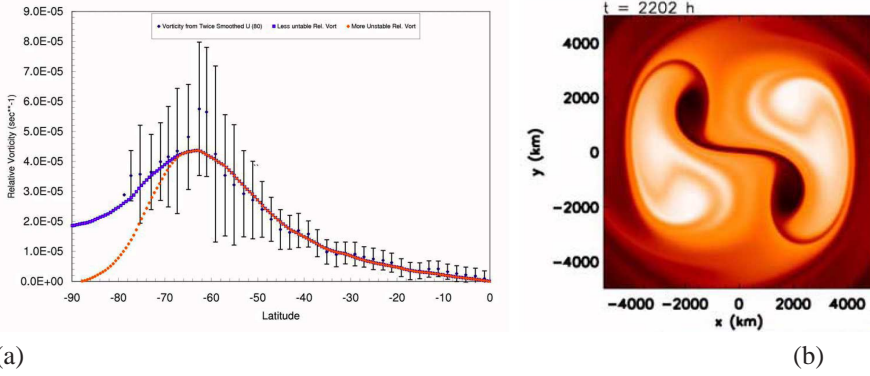 9.0E-05
8.0E-05
7.0E-05
6.0E-05
5.0E-05
4.0E-05
3.0E-05
2.0E-05
1.0E-05
0.0E+00
Relative Vorticity (sec**-1)
Vorticity from Twice Smoothed U (80) Less untable Rel. Vort More Unstable Rel. Vort
-90 -80 -70 -60 -50 -40 -30 -20 -10 0
Latitude
t = 2202 h
4000
2000
0
-2000
-4000
y (km)
-4000 -2000 0 2000 4000
x (km)
(a)
(b)